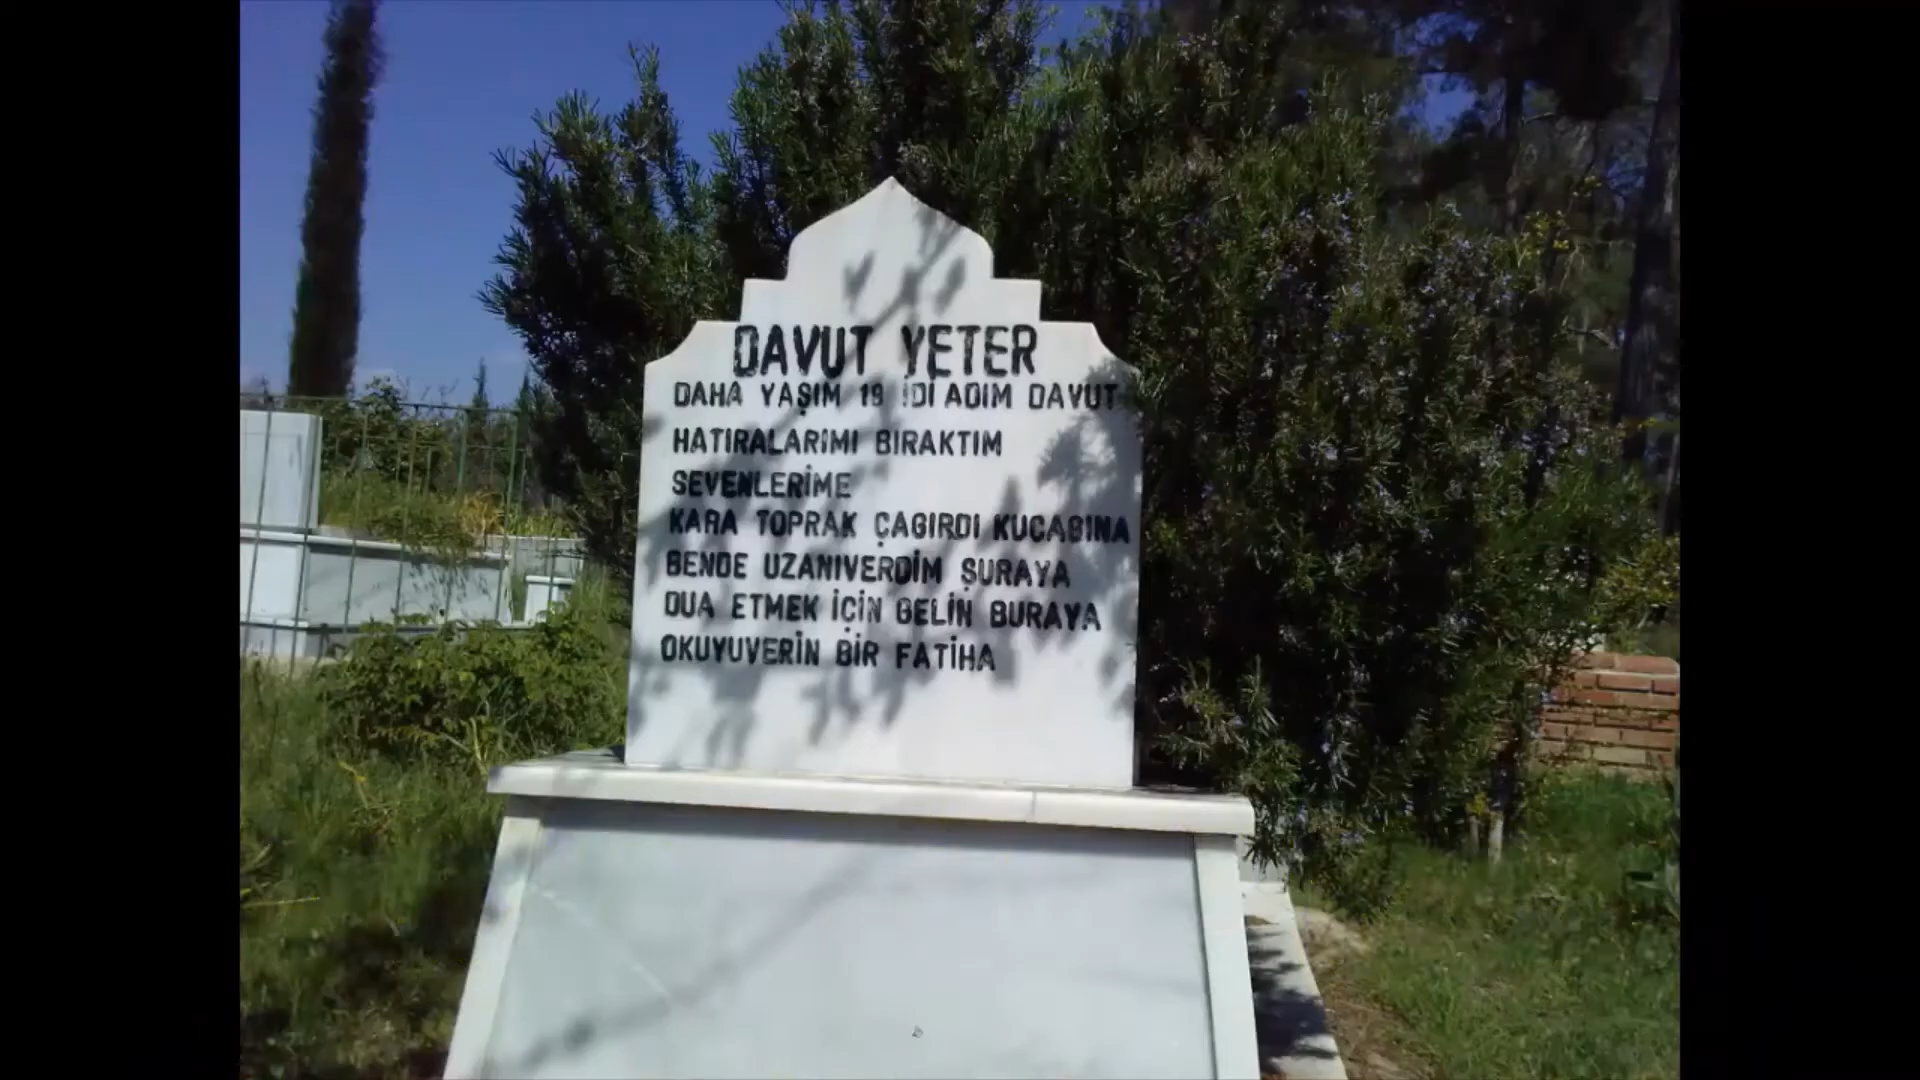 DAVUT YETER
DAHA YAŞIM 19 İDİ ADIM DAVUT
HATIRALARIMI BIRAKTIM
SEVENLERİME
KARA TOPRAK ÇAGIRDI KUCAGINA
BENDE UZANIVERDİM ŞURAYA
DUA ETMEK İÇİN GELİN BURAYA
OKUYUVERİN BİR FATİHA